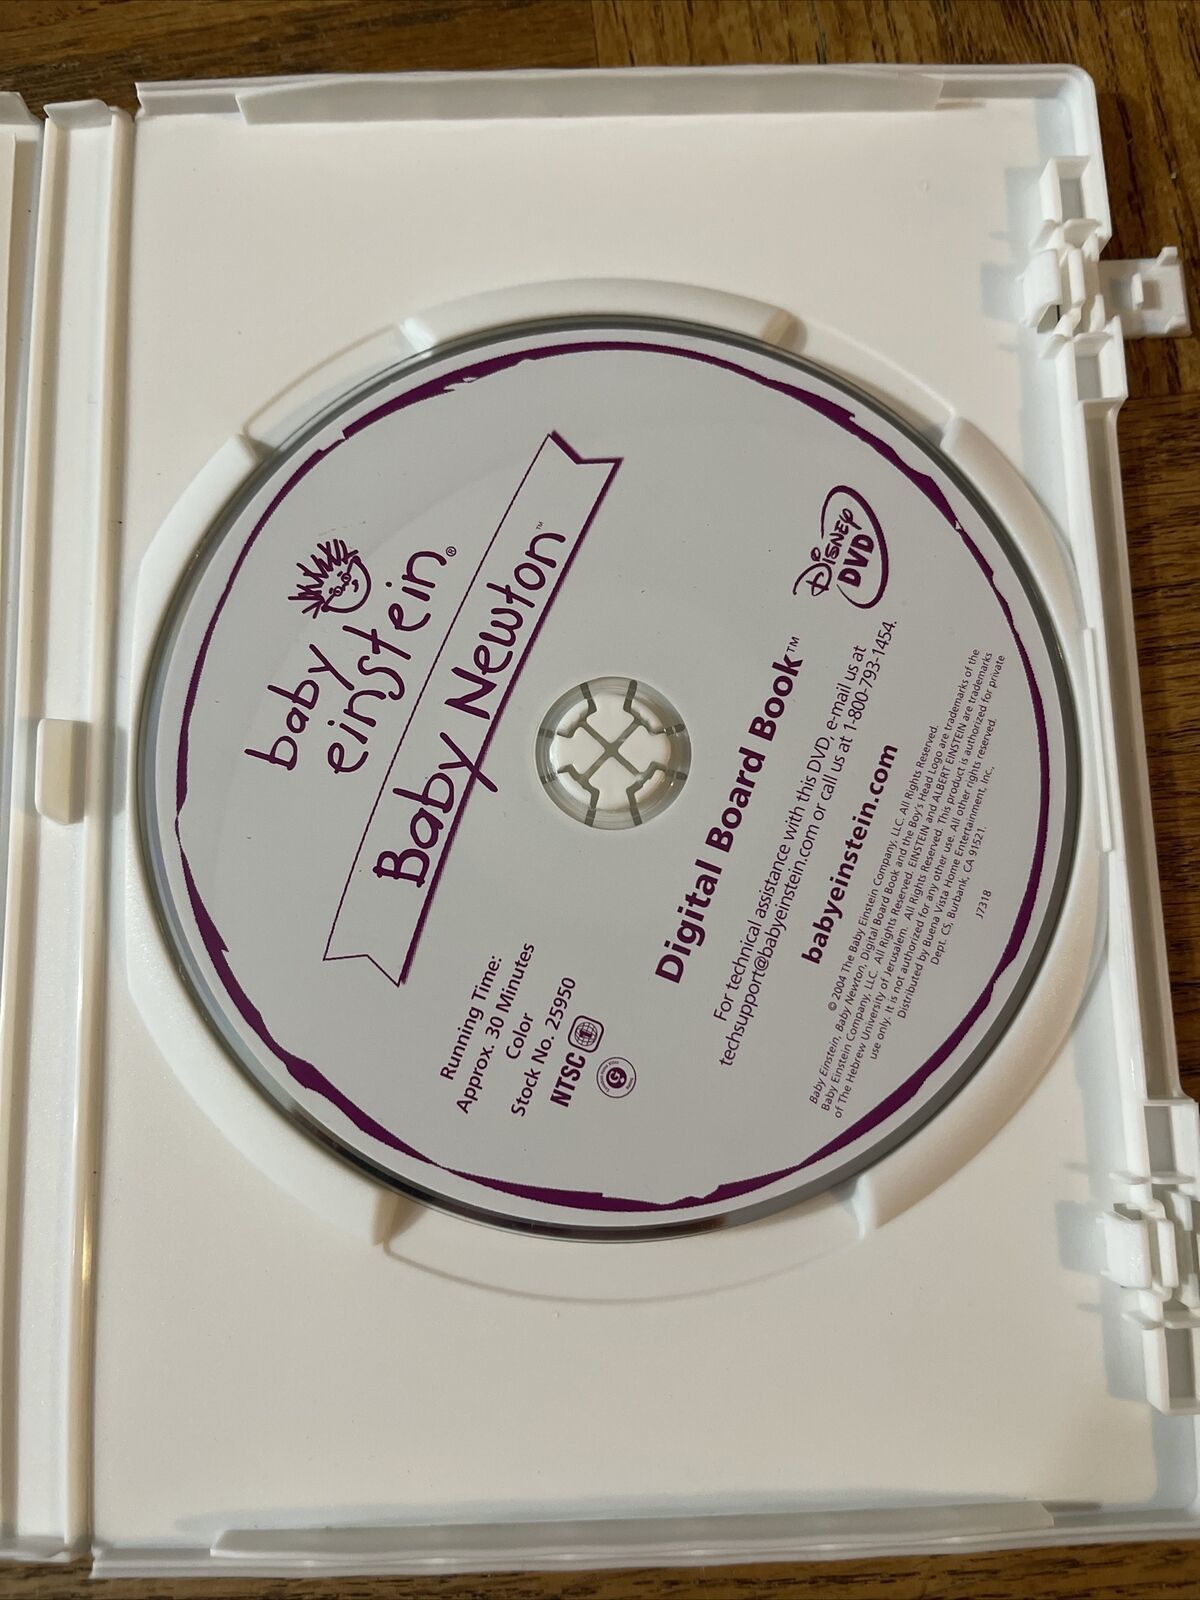 baby
einstein®
Baby Newton™
Running Time:
Approx. 30 Minutes
Color
Stock No. 25950
NTSC 1
G
Digital Board Book™
Disney
DVD
For technical assistance with this DVD, e-mail us at
techsupport@babyeinstein.com or call us at 1-800-793-1454.
babyeinstein.com
© 2004 The Baby Einstein Company, LLC. All Rights Reserved.
Baby Einstein, Baby Newton, Digital Board Book and the Boy's Head Logo are trademarks of the
Baby Einstein Company, LLC. All Rights Reserved. EINSTEIN and ALBERT EINSTEIN are trademarks
of The Hebrew University of Jerusalem. All Rights Reserved. This product is authorized for private
use only. It is not authorized for any other use. All other rights reserved.
Distributed by Buena Vista Home Entertainment, Inc.,
Dept. CS, Burbank, CA 91521.
J7318